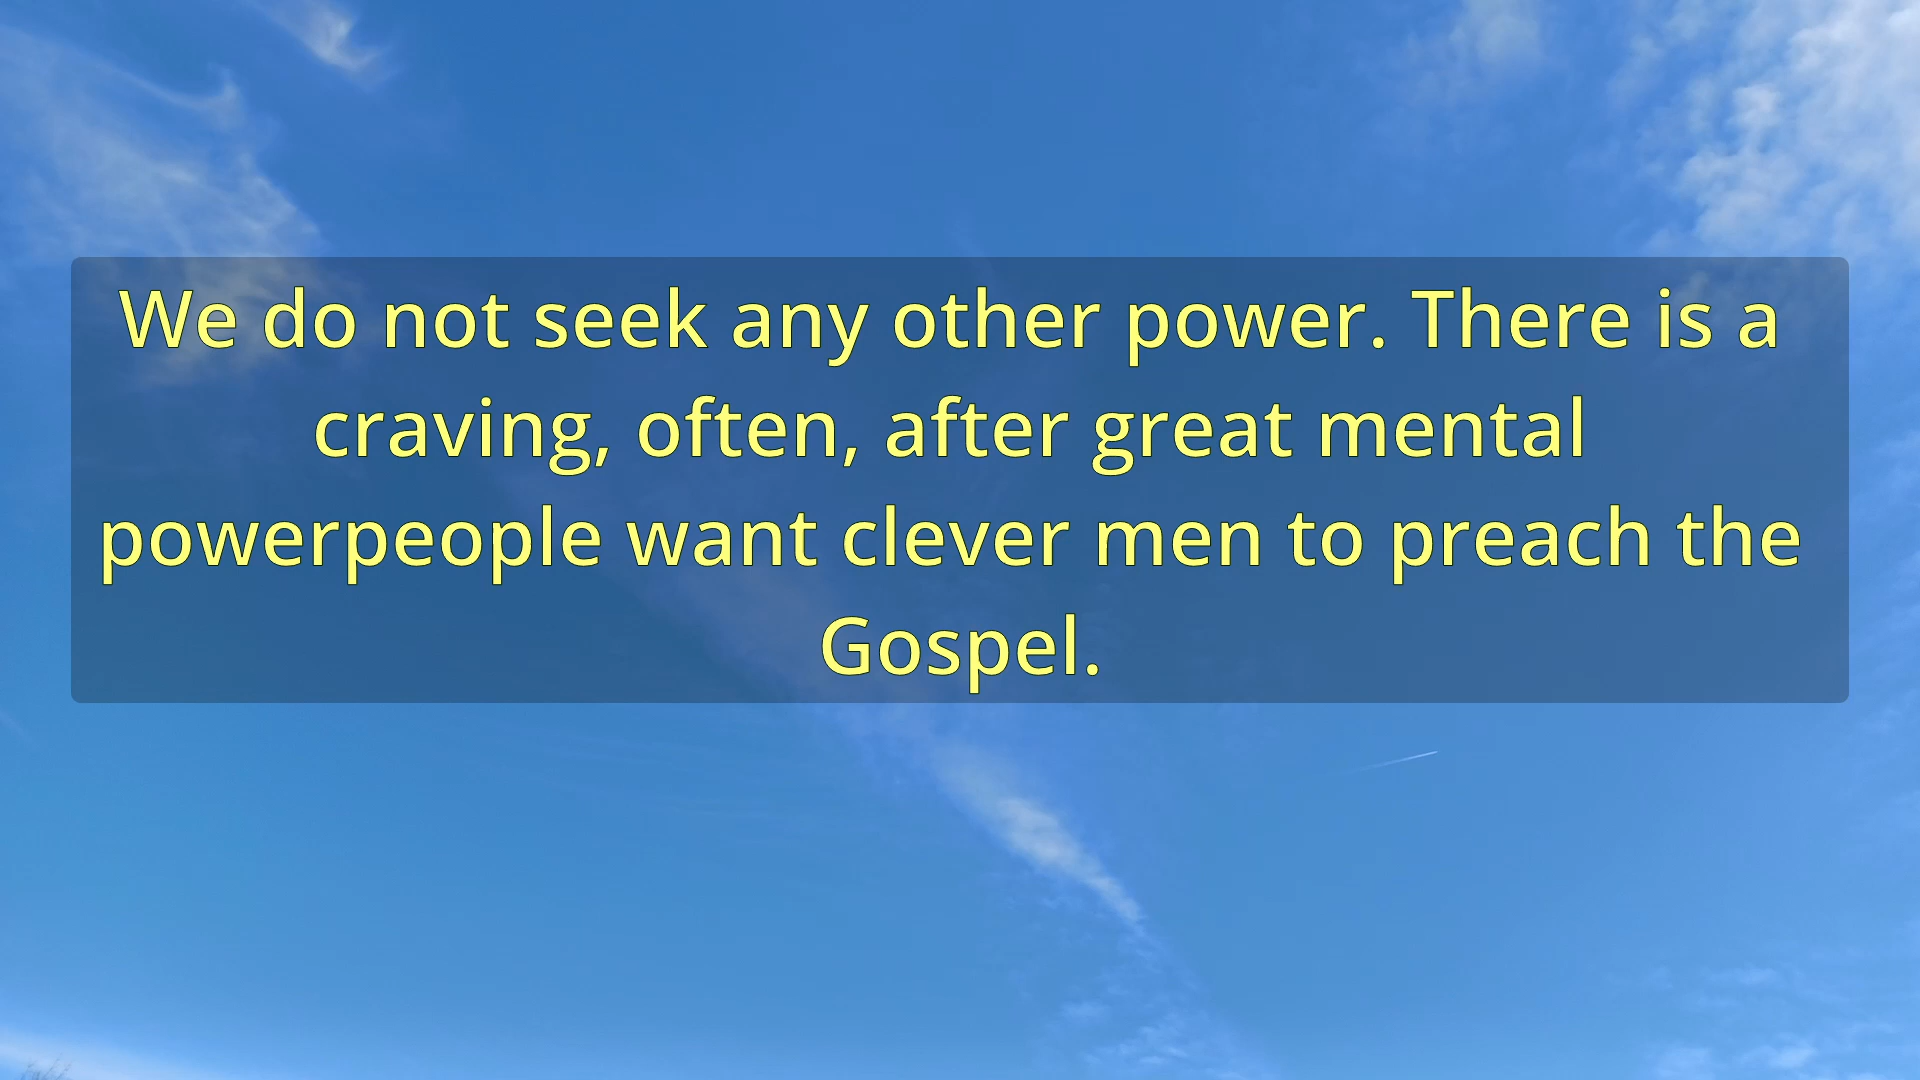 We do not seek any other power. There is a
craving, often, after great mental
powerpeople want clever men to preach the
Gospel.